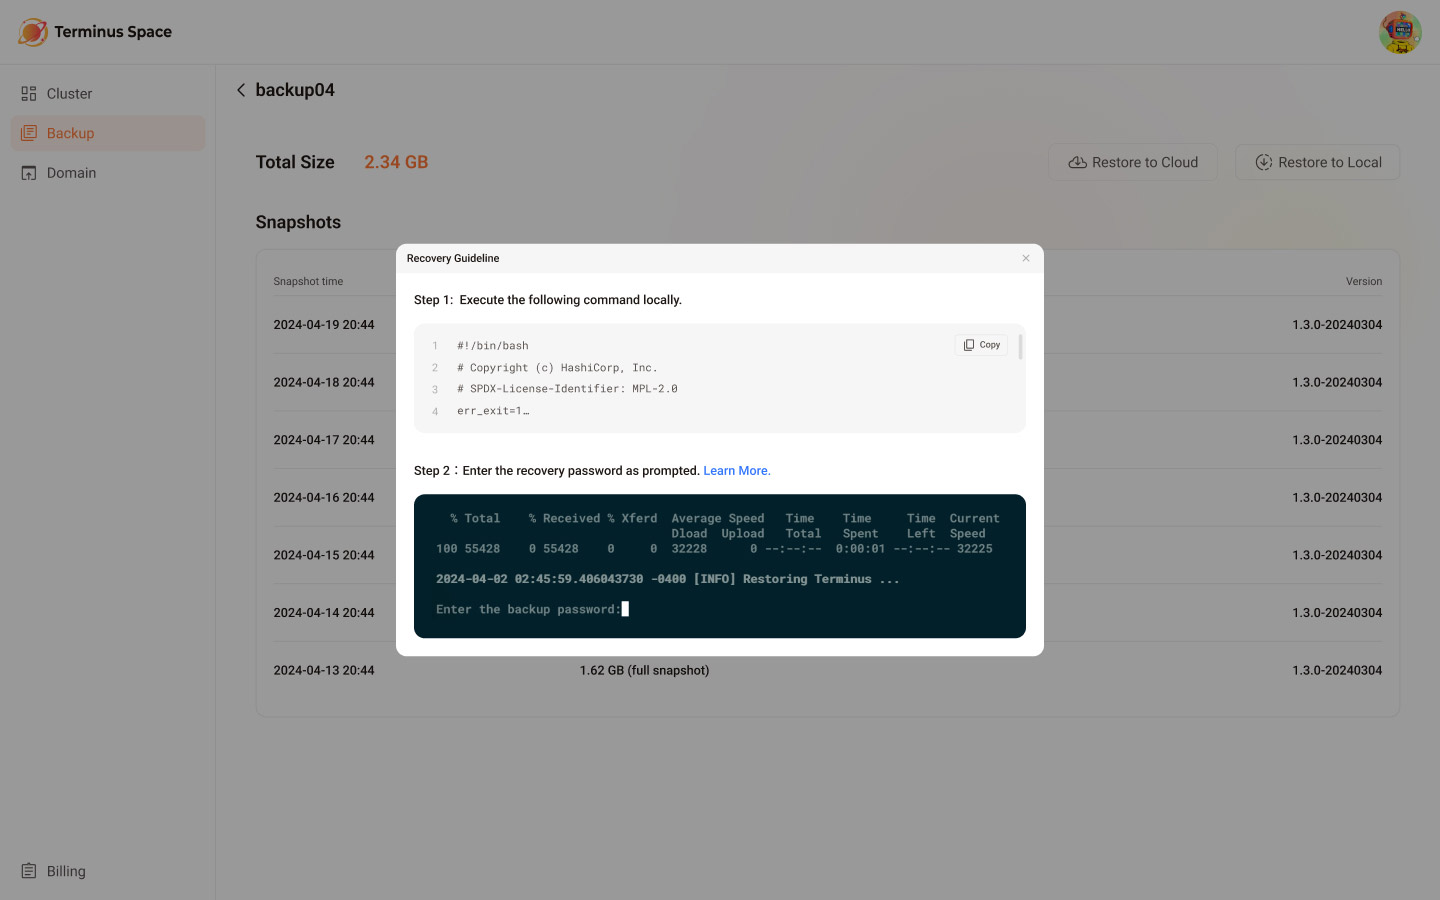 Terminus Space
Cluster
Backup
Domain
Billing
backup04
Total Size 2.34 GB
Restore to Cloud
Restore to Local
Snapshots
Snapshot time Version
2024-04-19 20:44 1.3.0-20240304
2024-04-18 20:44 1.3.0-20240304
2024-04-17 20:44 1.3.0-20240304
2024-04-16 20:44 1.3.0-20240304
2024-04-15 20:44 1.3.0-20240304
2024-04-14 20:44 1.3.0-20240304
2024-04-13 20:44 1.62 GB (full snapshot) 1.3.0-20240304
Recovery Guideline
Step 1: Execute the following command locally.
Copy
1 #!/bin/bash
2 # Copyright (c) HashiCorp, Inc.
3 # SPDX-License-Identifier: MPL-2.0
4 err_exit=1…
Step 2：Enter the recovery password as prompted. Learn More.
% Total % Received % Xferd Average Speed Time Time Time Current
Dload Upload Total Spent Left Speed
100 55428 0 55428 0 0 32228 0 --:--:-- 0:00:01 --:--:-- 32225
2024-04-02 02:45:59.406043730 -0400 [INFO] Restoring Terminus ...
Enter the backup password: